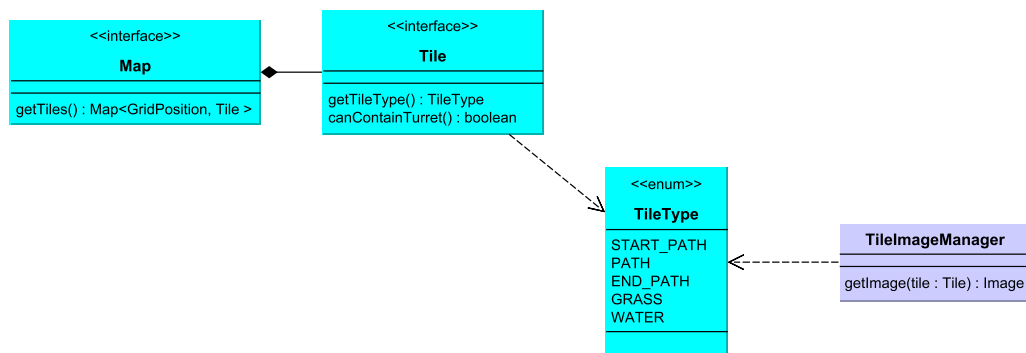 <<interface>>
Map
getTiles() : Map<GridPosition, Tile >
<<interface>>
Tile
getTileType() : TileType
canContainTurret() : boolean
<<enum>>
TileType
START_PATH
PATH
END_PATH
GRASS
WATER
TileImageManager
getImage(tile : Tile) : Image